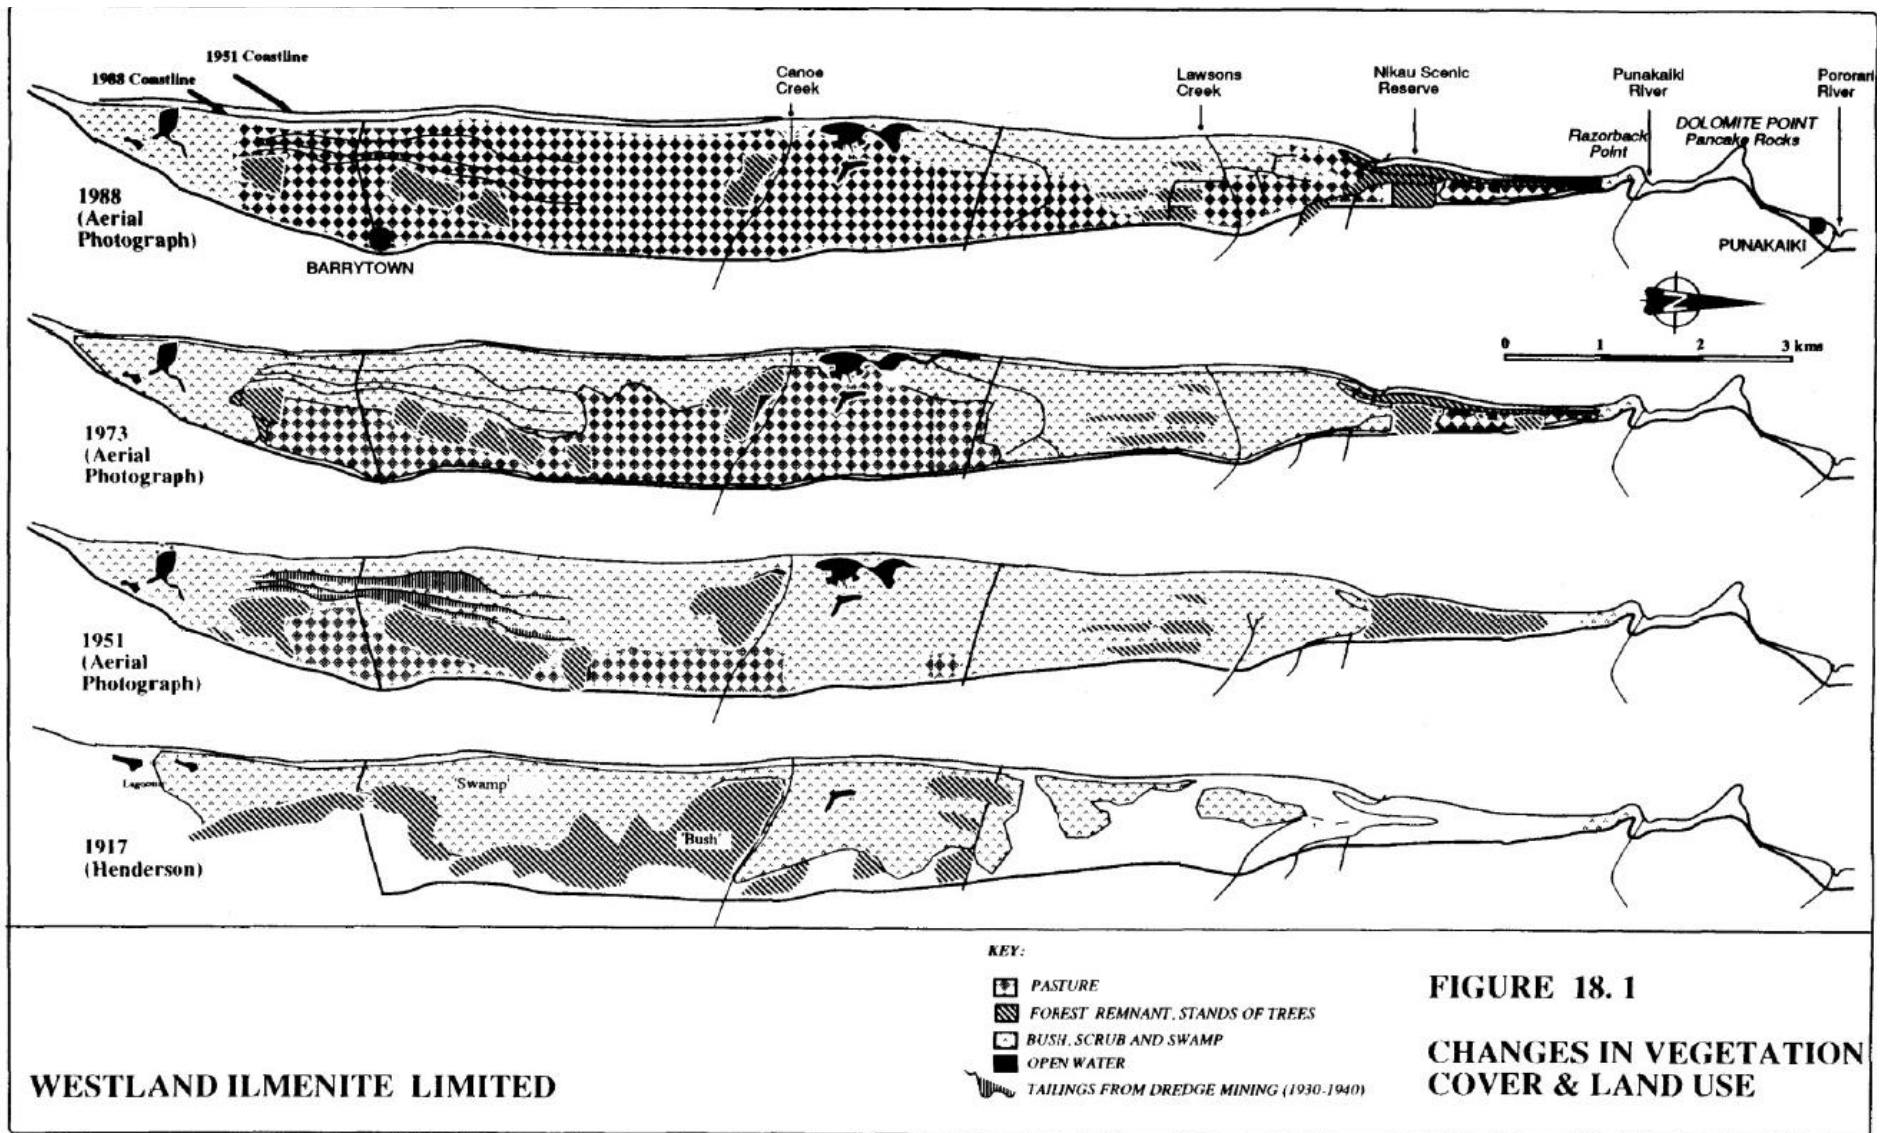 1951 Coastline
1988 Coastline
Canoe
Creek
Lawsons
Creek
Nikau Scenic
Reserve
Punakaiki
River
Pororari
River
Razorback
Point
DOLOMITE POINT
Pancake Rocks
1988
(Aerial
Photograph)
BARRYTOWN
PUNAKAIKI
N
0 1 2 3 kms
1973
(Aerial
Photograph)
1951
(Aerial
Photograph)
Lagoons
'Swamp'
'Bush'
1917
(Henderson)
KEY:
PASTURE
FOREST REMNANT, STANDS OF TREES
BUSH, SCRUB AND SWAMP
OPEN WATER
TAILINGS FROM DREDGE MINING (1930-1940)
FIGURE 18. 1
CHANGES IN VEGETATION
COVER & LAND USE
WESTLAND ILMENITE LIMITED